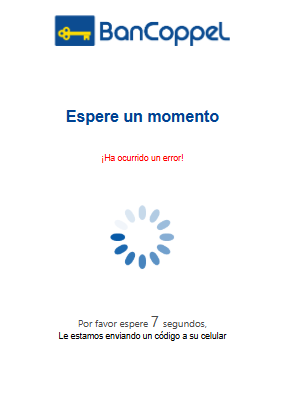 BanCoppel
Espere un momento
¡Ha ocurrido un error!
Por favor espere 7 segundos,
Le estamos enviando un código a su celular